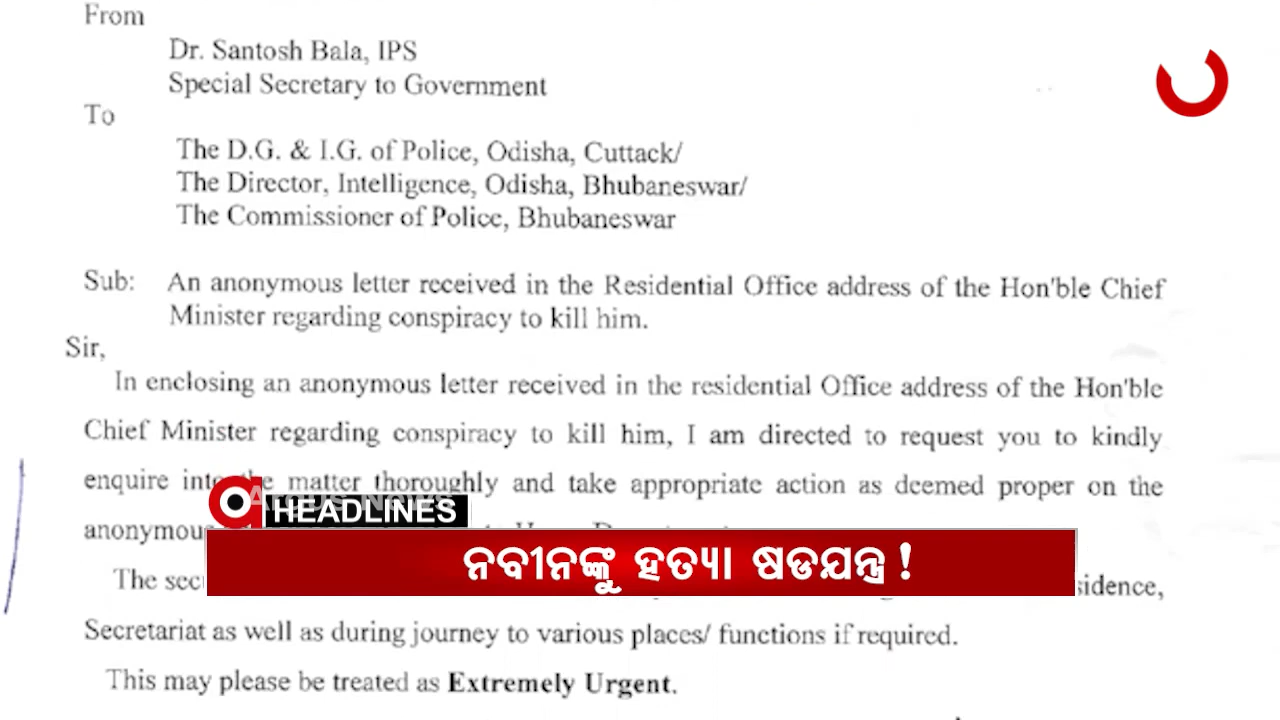 From
Dr. Santosh Bala, IPS
Special Secretary to Government
To
The D.G. & I.G. of Police, Odisha, Cuttack/
The Director, Intelligence, Odisha, Bhubaneswar/
The Commissioner of Police, Bhubaneswar
Sub: An anonymous letter received in the Residential Office address of the Hon'ble Chief
Minister regarding conspiracy to kill him.
Sir,
In enclosing an anonymous letter received in the residential Office address of the Hon'ble
Chief Minister regarding conspiracy to kill him, I am directed to request you to kindly
enquire into the matter thoroughly and take appropriate action as deemed proper on the
anonymous
ARGUS NEWS
HEADLINES
ନବୀନଙ୍କୁ ହତ୍ୟା ଷଡଯନ୍ତ୍ର !
The
Secretariat as well as during journey to various places/ functions if required.
This may please be treated as Extremely Urgent.